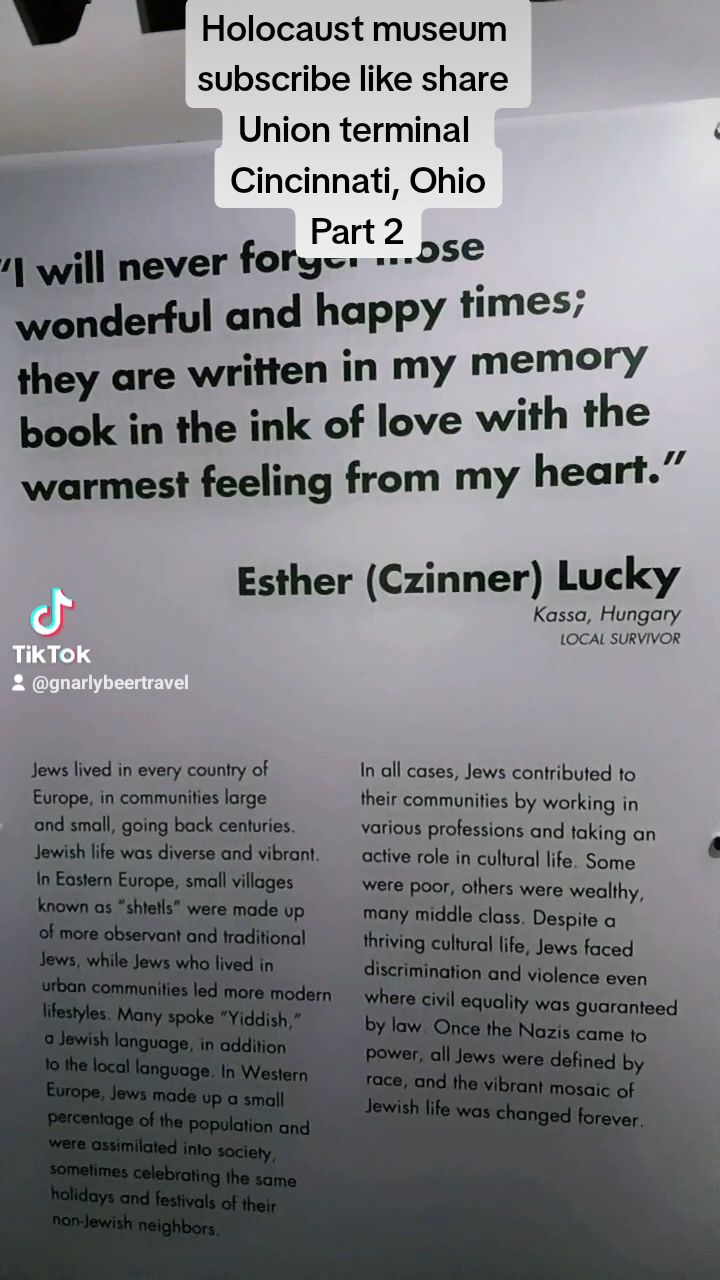 Holocaust museum
subscribe like share
Union terminal
Cincinnati, Ohio
Part 2
"I will never forget those
wonderful and happy times;
they are written in my memory
book in the ink of love with the
warmest feeling from my heart."
Esther (Czinner) Lucky
Kassa, Hungary
LOCAL SURVIVOR
TikTok
@gnarlybeertravel
Jews lived in every country of
Europe, in communities large
and small, going back centuries.
Jewish life was diverse and vibrant.
In Eastern Europe, small villages
known as "shtetls" were made up
of more observant and traditional
Jews, while Jews who lived in
urban communities led more modern
lifestyles. Many spoke "Yiddish,"
a Jewish language, in addition
to the local language. In Western
Europe, Jews made up a small
percentage of the population and
were assimilated into society,
sometimes celebrating the same
holidays and festivals of their
non-Jewish neighbors.
In all cases, Jews contributed to
their communities by working in
various professions and taking an
active role in cultural life. Some
were poor, others were wealthy,
many middle class. Despite a
thriving cultural life, Jews faced
discrimination and violence even
where civil equality was guaranteed
by law. Once the Nazis came to
power, all Jews were defined by
race, and the vibrant mosaic of
Jewish life was changed forever.